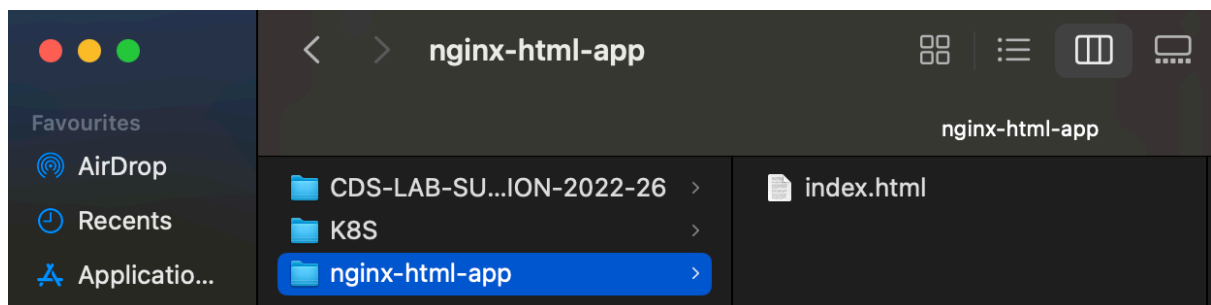 nginx-html-app
Favourites
nginx-html-app
AirDrop
CDS-LAB-SU...ION-2022-26
index.html
Recents
K8S
Applicatio...
nginx-html-app